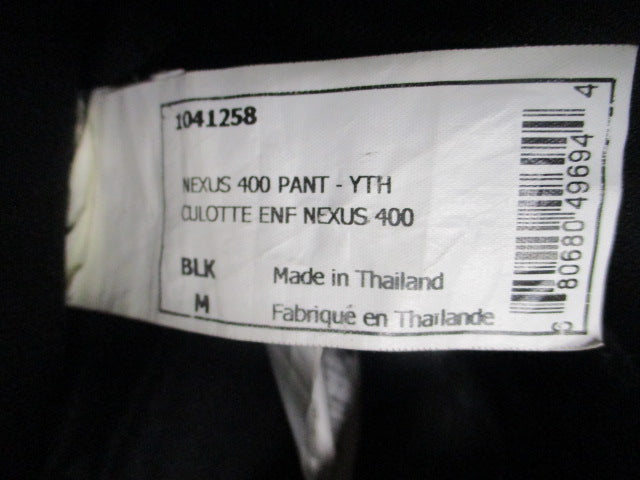 1041258
NEXUS 400 PANT - YTH
CULOTTE ENF NEXUS 400
BLK
Made in Thailand
M
Fabriqué en Thaïlande
6 80680 49694 4